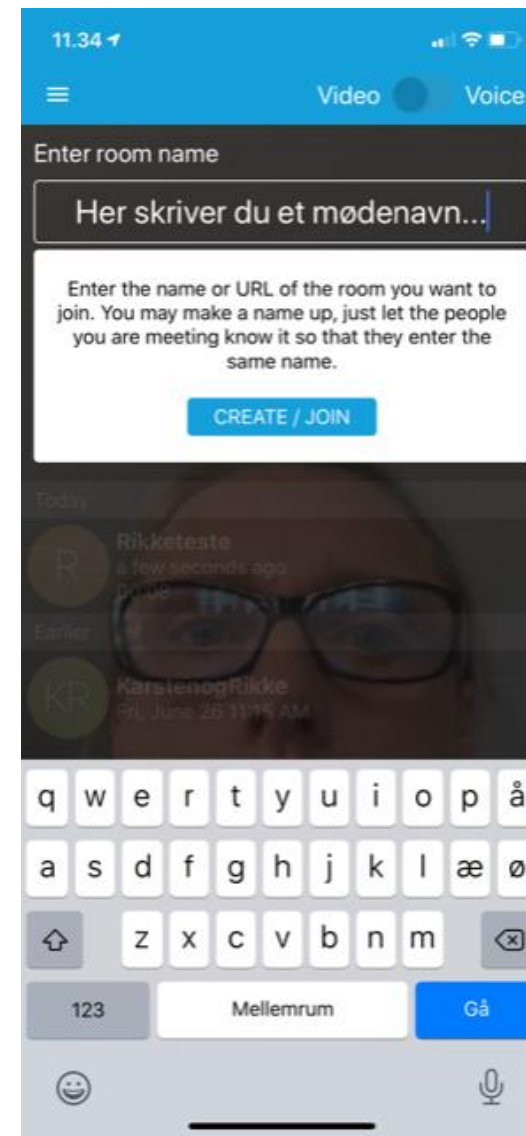 11.34
Video Voice
Enter room name
Her skriver du et mødenavn...
Enter the name or URL of the room you want to
join. You may make a name up, just let the people
you are meeting know it so that they enter the
same name.
CREATE / JOIN
Today
R
Rikketeste
a few seconds ago
Earlier
KR
KarstenogRikke
Fri, June 26 11:15 AM
q w e r t y u i o p å
a s d f g h j k l æ ø
z x c v b n m
123 Mellemrum Gå